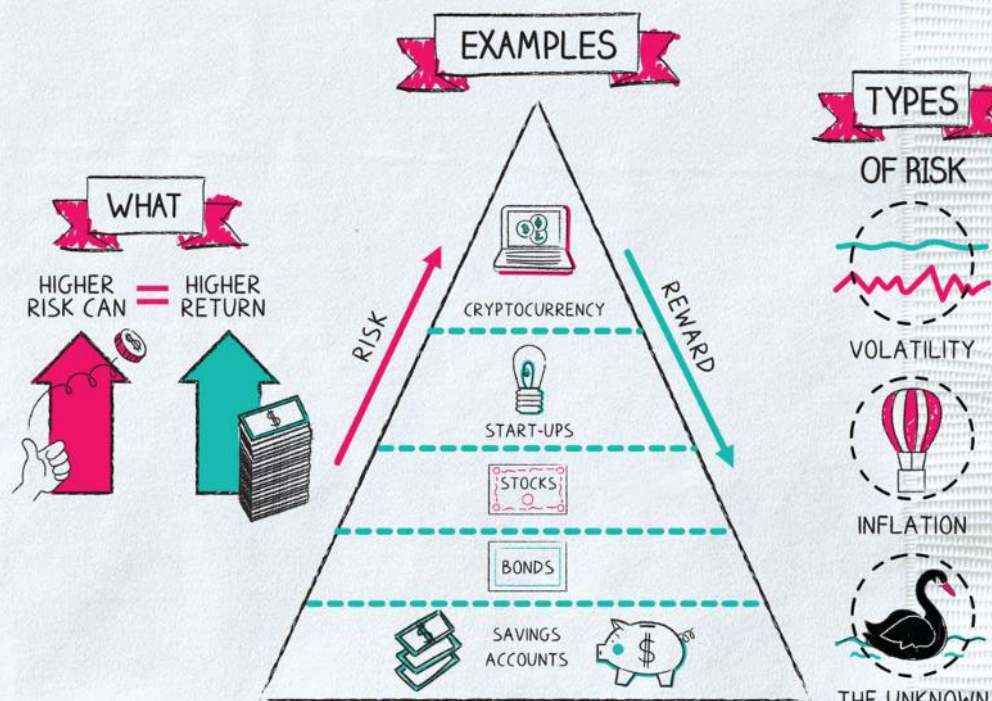 EXAMPLES
WHAT
HIGHER
RISK CAN
=
HIGHER
RETURN
$
$
RISK
REWARD
CRYPTOCURRENCY
START-UPS
STOCKS
BONDS
SAVINGS
ACCOUNTS
$
$
TYPES
OF RISK
VOLATILITY
INFLATION
THE UNKNOWN